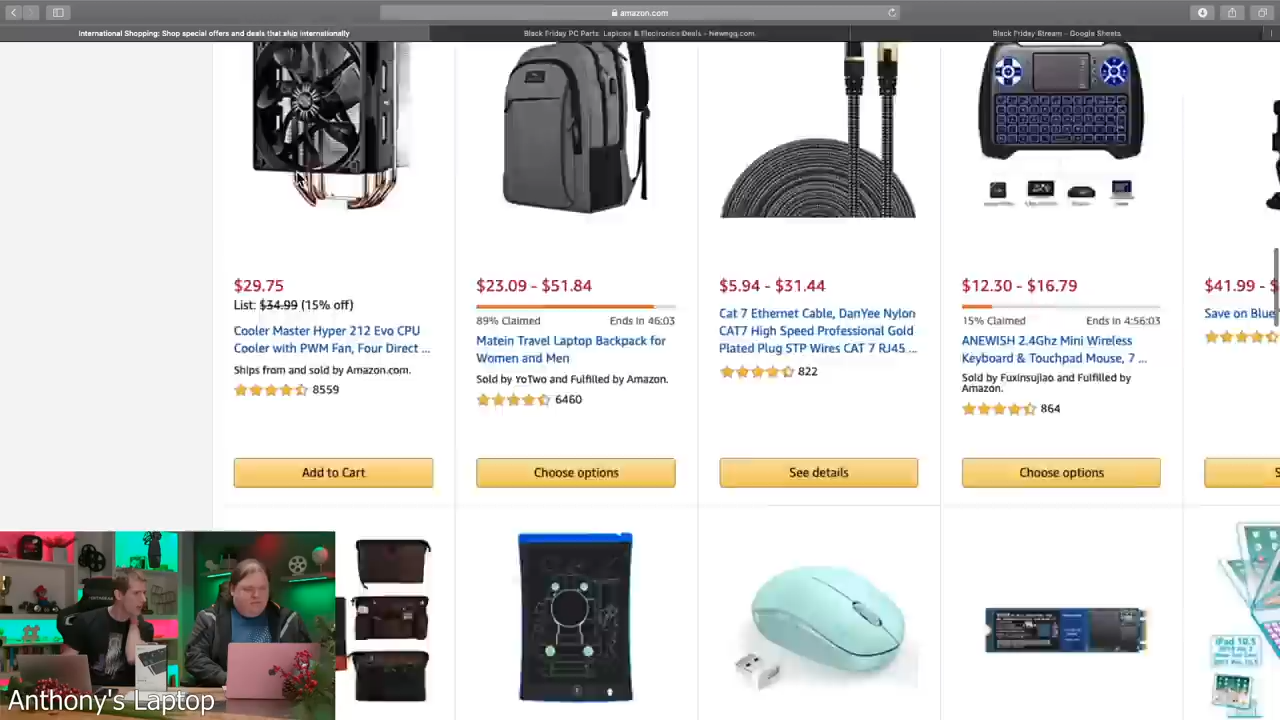 amazon.com
International Shopping: Shop special offers and deals that ship internationally
Black Friday PC Parts, Laptops & Electronics Deals - Newegg.com
Black Friday Stream - Google Sheets
$29.75
List: $34.99 (15% off)
Cooler Master Hyper 212 Evo CPU
Cooler with PWM Fan, Four Direct ...
Ships from and sold by Amazon.com.
8559
Add to Cart
$23.09 - $51.84
89% Claimed
Ends in 46:03
Matein Travel Laptop Backpack for
Women and Men
Sold by YoTwo and Fulfilled by Amazon.
6460
Choose options
$5.94 - $31.44
Cat 7 Ethernet Cable, DanYee Nylon
CAT7 High Speed Professional Gold
Plated Plug STP Wires CAT 7 RJ45 ...
822
See details
$12.30 - $16.79
15% Claimed
Ends in 4:56:03
ANEWISH 2.4Ghz Mini Wireless
Keyboard & Touchpad Mouse, 7 ...
Sold by Fuxinsujiao and Fulfilled by
Amazon.
864
Choose options
$41.99 -
Save on Blue
iPad 10.5
Anthony's Laptop